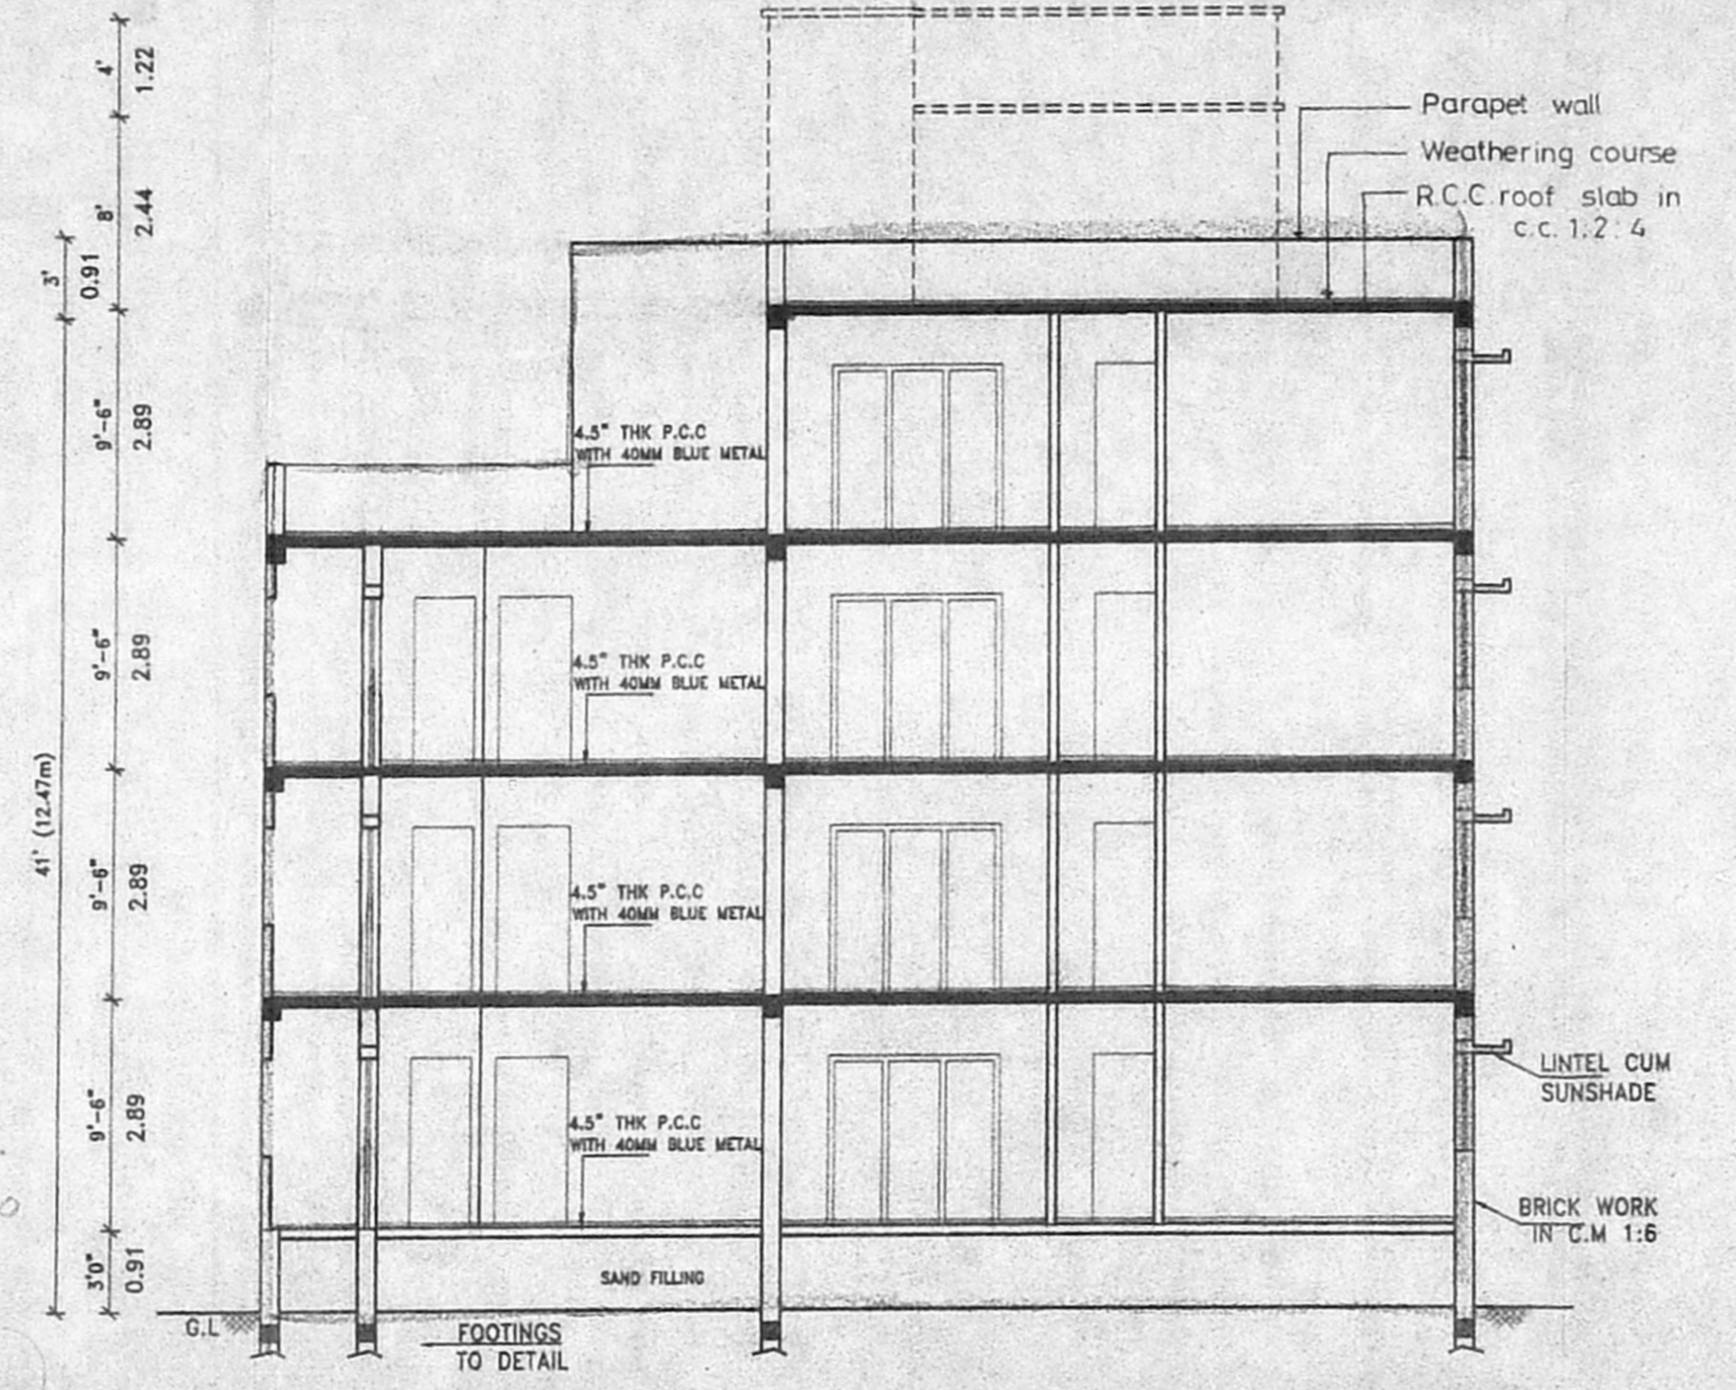 4'
1.22
Parapet wall
Weathering course
R.C.C. roof slab in
c.c. 1:2:4
8'
2.44
3'
0.91
9'-6"
2.89
4.5" THK P.C.C
WITH 40MM BLUE METAL
9'-6"
2.89
4.5" THK P.C.C
WITH 40MM BLUE METAL
41' (12.47m)
9'-6"
2.89
4.5" THK P.C.C
WITH 40MM BLUE METAL
LINTEL CUM
SUNSHADE
9'-6"
2.89
4.5" THK P.C.C
WITH 40MM BLUE METAL
BRICK WORK
IN C.M 1:6
3'0"
0.91
SAND FILLING
G.L
FOOTINGS
TO DETAIL